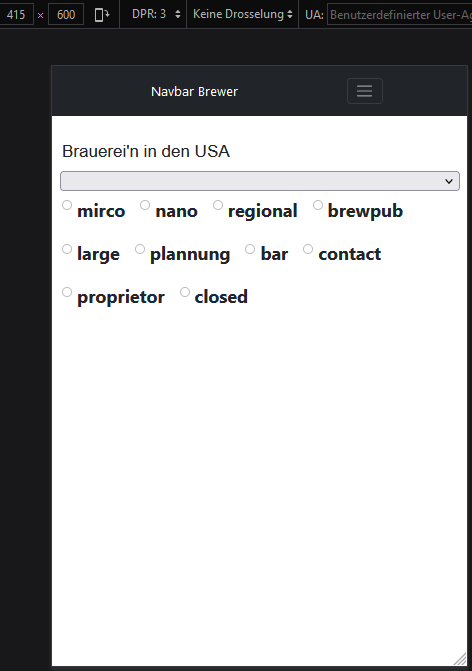 415 × 600 DPR: 3 Keine Drosselung UA: Benutzerdefinierter User-Ag
Navbar Brewer
Brauerei'n in den USA
mirco nano regional brewpub
large plannung bar contact
proprietor closed